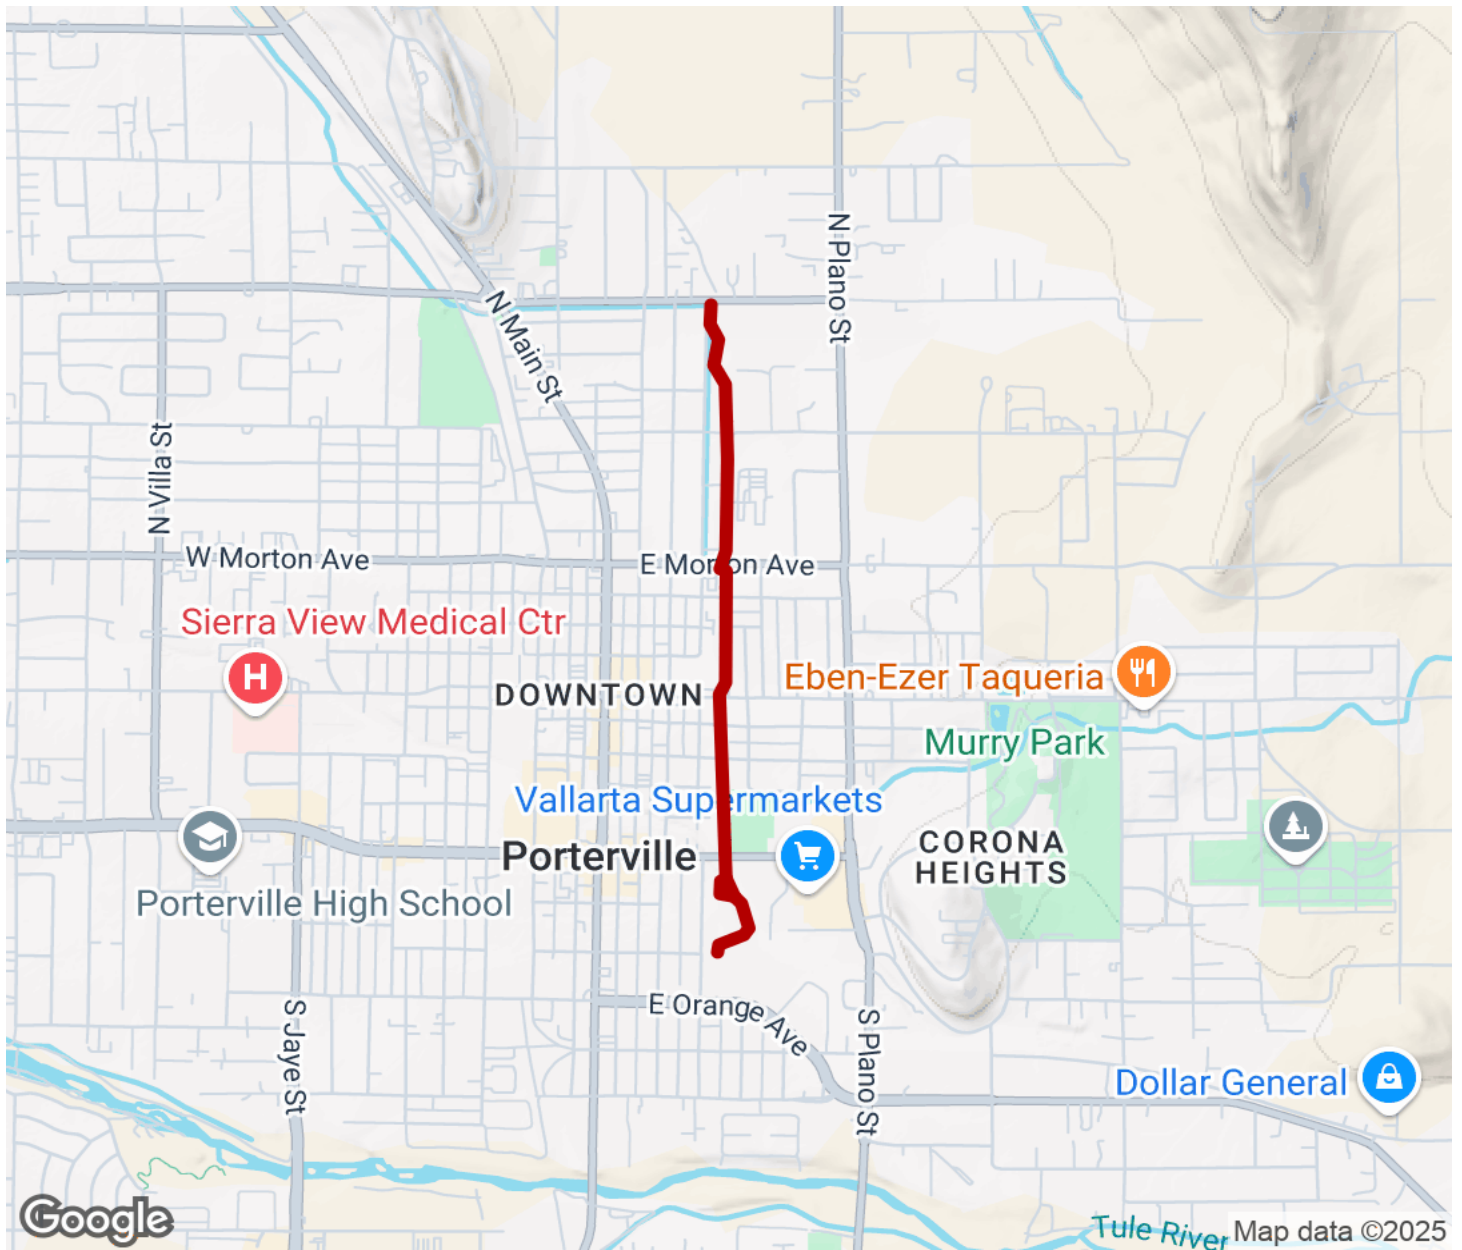 N Plano St
N Main St
N Villa St
W Morton Ave
E Morton Ave
Sierra View Medical Ctr
H
DOWNTOWN
Eben-Ezer Taqueria
Murry Park
Vallarta Supermarkets
Porterville
CORONA
HEIGHTS
Porterville High School
E Orange Ave
S Jaye St
S Plano St
Dollar General
Tule River
Google
Map data ©2025